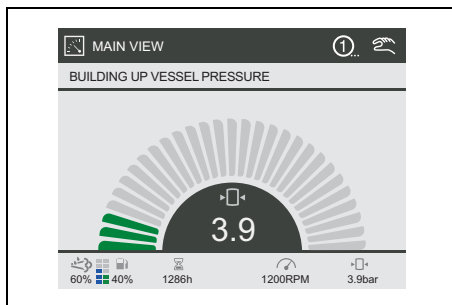 MAIN VIEW
1...
BUILDING UP VESSEL PRESSURE
3.9
60% 40% 1286h 1200RPM 3.9bar